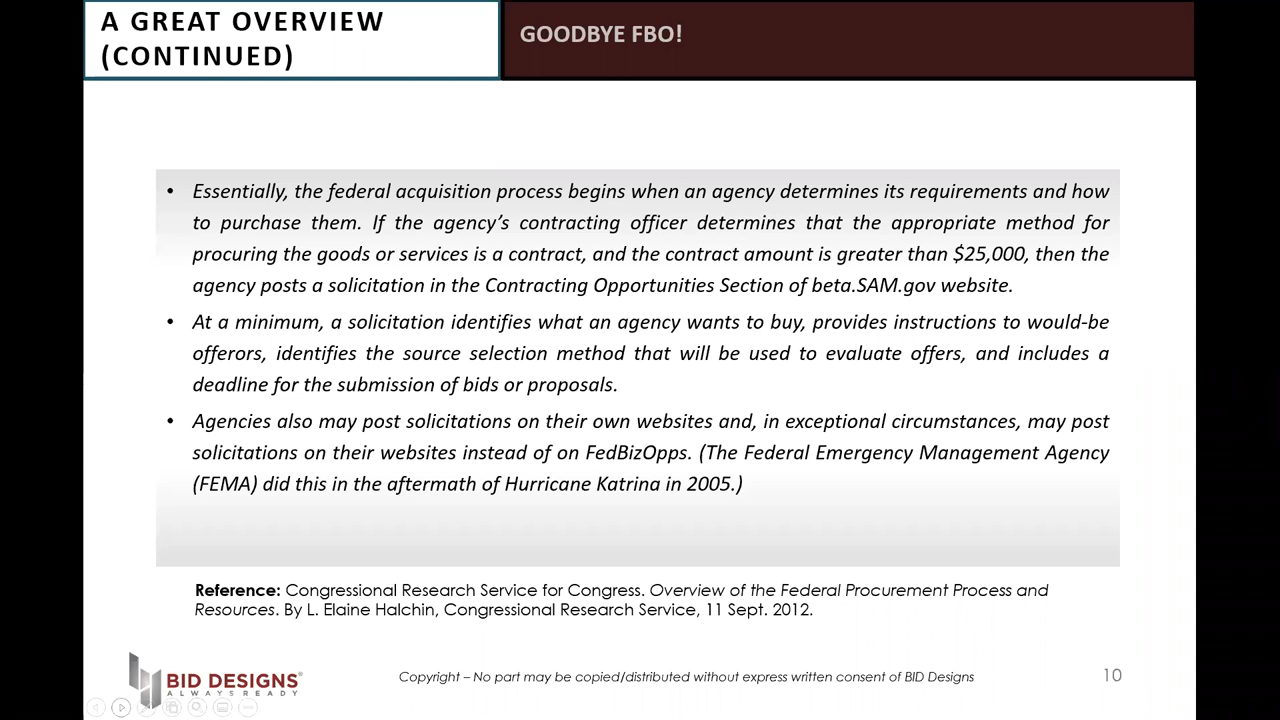 A GREAT OVERVIEW
(CONTINUED)
GOODBYE FBO!
• Essentially, the federal acquisition process begins when an agency determines its requirements and how
to purchase them. If the agency’s contracting officer determines that the appropriate method for
procuring the goods or services is a contract, and the contract amount is greater than $25,000, then the
agency posts a solicitation in the Contracting Opportunities Section of beta.SAM.gov website.
• At a minimum, a solicitation identifies what an agency wants to buy, provides instructions to would-be
offerors, identifies the source selection method that will be used to evaluate offers, and includes a
deadline for the submission of bids or proposals.
• Agencies also may post solicitations on their own websites and, in exceptional circumstances, may post
solicitations on their websites instead of on FedBizOpps. (The Federal Emergency Management Agency
(FEMA) did this in the aftermath of Hurricane Katrina in 2005.)
Reference: Congressional Research Service for Congress. Overview of the Federal Procurement Process and
Resources. By L. Elaine Halchin, Congressional Research Service, 11 Sept. 2012.
BID DESIGNS®
ALWAYS READY
Copyright – No part may be copied/distributed without express written consent of BID Designs
10